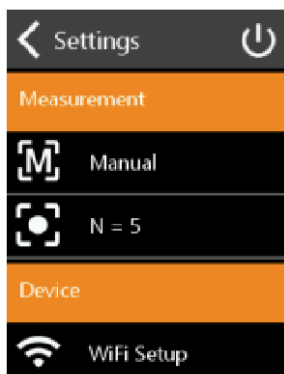 Settings
Measurement
M Manual
N = 5
Device
WiFi Setup